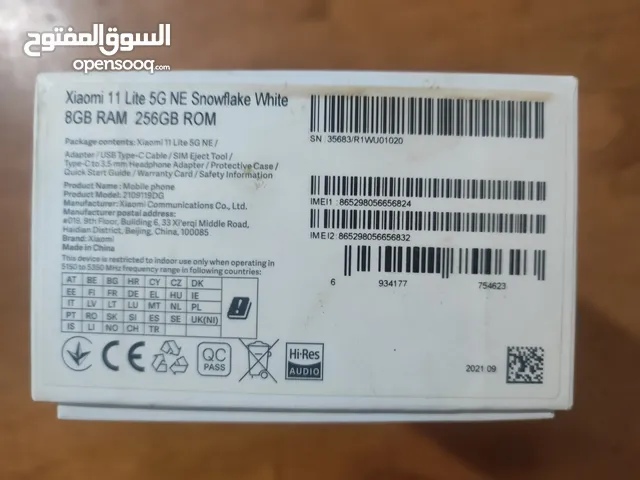 السوق المفتوح
opensooq.com
Xiaomi 11 Lite 5G NE Snowflake White
8GB RAM 256GB ROM
Package contents: Xiaomi 11 Lite 5G NE /
Adapter / USB Type-C Cable / SIM Eject Tool /
Type-C to 3.5-mm Headphone Adapter / Protective Case /
Quick Start Guide / Warranty Card / Safety Information
Product Name: Mobile phone
Product Model: 2109119DG
Manufacturer: Xiaomi Communications Co., Ltd.
Manufacturer postal address:
#019, 9th Floor, Building 6, 33 Xi'erqi Middle Road,
Haidian District, Beijing, China, 100085
Brand: Xiaomi
Made in China
This device is restricted to indoor use only when operating in
5150 to 5350 MHz frequency range in following countries:
AT BE BG HR CY CZ DK
EE FI FR DE EL HU IE
IT LV LT LU MT NL PL
PT RO SK SI ES SE UK(NI)
IS LI NO CH TR
CE
QC
PASS
Hi-Res
AUDIO
SN 35683/R1WU01020
IMEI1 : 865298056656824
IMEI2: 865298056656832
6 934177 754623
2021.09